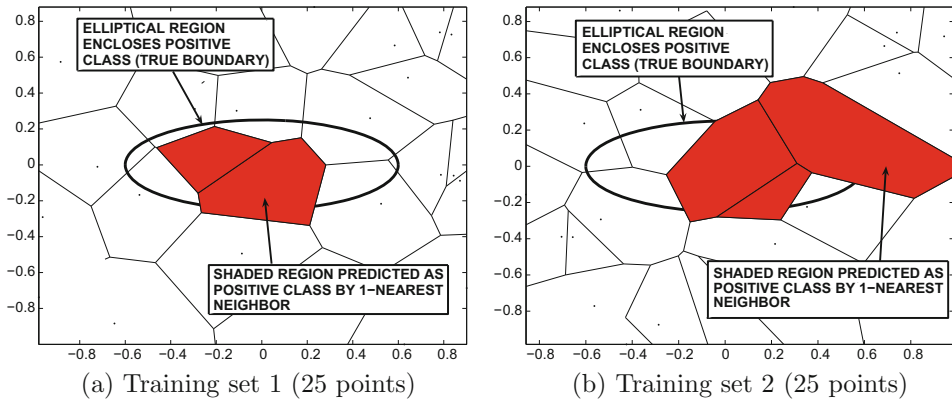 ELLIPTICAL REGION
ENCLOSES POSITIVE
CLASS (TRUE BOUNDARY)
0.8
0.6
0.4
0.2
0
−0.2
−0.4
−0.6
−0.8
SHADED REGION PREDICTED AS
POSITIVE CLASS BY 1−NEAREST
NEIGHBOR
−0.8 −0.6 −0.4 −0.2 0 0.2 0.4 0.6 0.8
(a) Training set 1 (25 points)
ELLIPTICAL REGION
ENCLOSES POSITIVE
CLASS (TRUE BOUNDARY)
0.8
0.6
0.4
0.2
0
−0.2
−0.4
−0.6
−0.8
SHADED REGION PREDICTED AS
POSITIVE CLASS BY 1−NEAREST
NEIGHBOR
−0.8 −0.6 −0.4 −0.2 0 0.2 0.4 0.6 0.8
(b) Training set 2 (25 points)